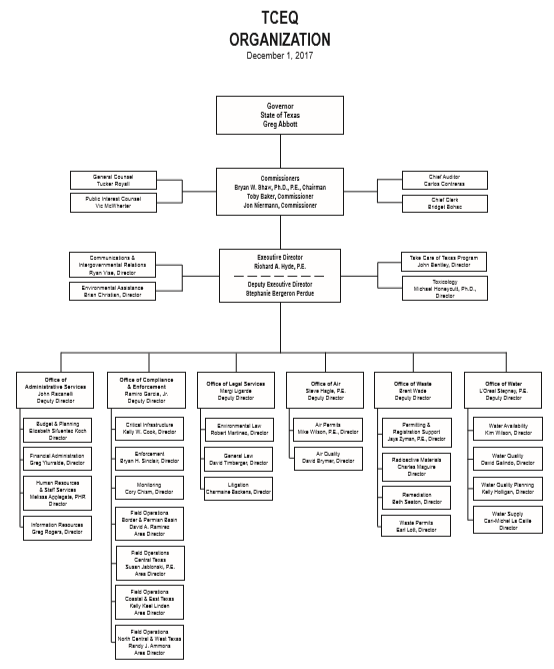 TCEQ
ORGANIZATION
December 1, 2017
Governor
State of Texas
Greg Abbott
General Counsel
Tucker Royall
Public Interest Counsel
Vic McWherter
Commissioners
Bryan W. Shaw, Ph.D., P.E., Chairman
Toby Baker, Commissioner
Jon Niermann, Commissioner
Chief Auditor
Carlos Contreras
Chief Clerk
Bridget Bohac
Communications &
Intergovernmental Relations
Ryan Vise, Director
Environmental Assistance
Brian Christian, Director
Executive Director
Richard A. Hyde, P.E.
Deputy Executive Director
Stephanie Bergeron Perdue
Take Care of Texas Program
John Bentley, Director
Toxicology
Michael Honeycutt, Ph.D.,
Director
Office of
Administrative Services
John Racanelli
Deputy Director
Budget & Planning
Elizabeth Sifuentez Koch
Director
Financial Administration
Greg Yturralde, Director
Human Resources
& Staff Services
Melissa Applegate, PHR
Director
Information Resources
Greg Rogers, Director
Office of Compliance
& Enforcement
Ramiro Garcia, Jr.
Deputy Director
Critical Infrastructure
Kelly W. Cook, Director
Enforcement
Bryan H. Sinclair, Director
Monitoring
Cory Chism, Director
Field Operations
Border & Permian Basin
David A. Ramirez
Area Director
Field Operations
Central Texas
Susan Jablonski, P.E.
Area Director
Field Operations
Coastal & East Texas
Kelly Keel Linden
Area Director
Field Operations
North Central & West Texas
Randy J. Ammons
Area Director
Office of Legal Services
Margi Ligarde
Deputy Director
Environmental Law
Robert Martinez, Director
General Law
David Timberger, Director
Litigation
Charmaine Backens, Director
Office of Air
Steve Hagle, P.E.
Deputy Director
Air Permits
Mike Wilson, P.E., Director
Air Quality
David Brymer, Director
Office of Waste
Brent Wade
Deputy Director
Permitting &
Registration Support
Jaya Zyman, P.E., Director
Radioactive Materials
Charles Maguire
Director
Remediation
Beth Seaton, Director
Waste Permits
Earl Lott, Director
Office of Water
L'Oreal Stepney, P.E.
Deputy Director
Water Availability
Kim Wilson, Director
Water Quality
David Galindo, Director
Water Quality Planning
Kelly Holligan, Director
Water Supply
Cari-Michel La Caille
Director